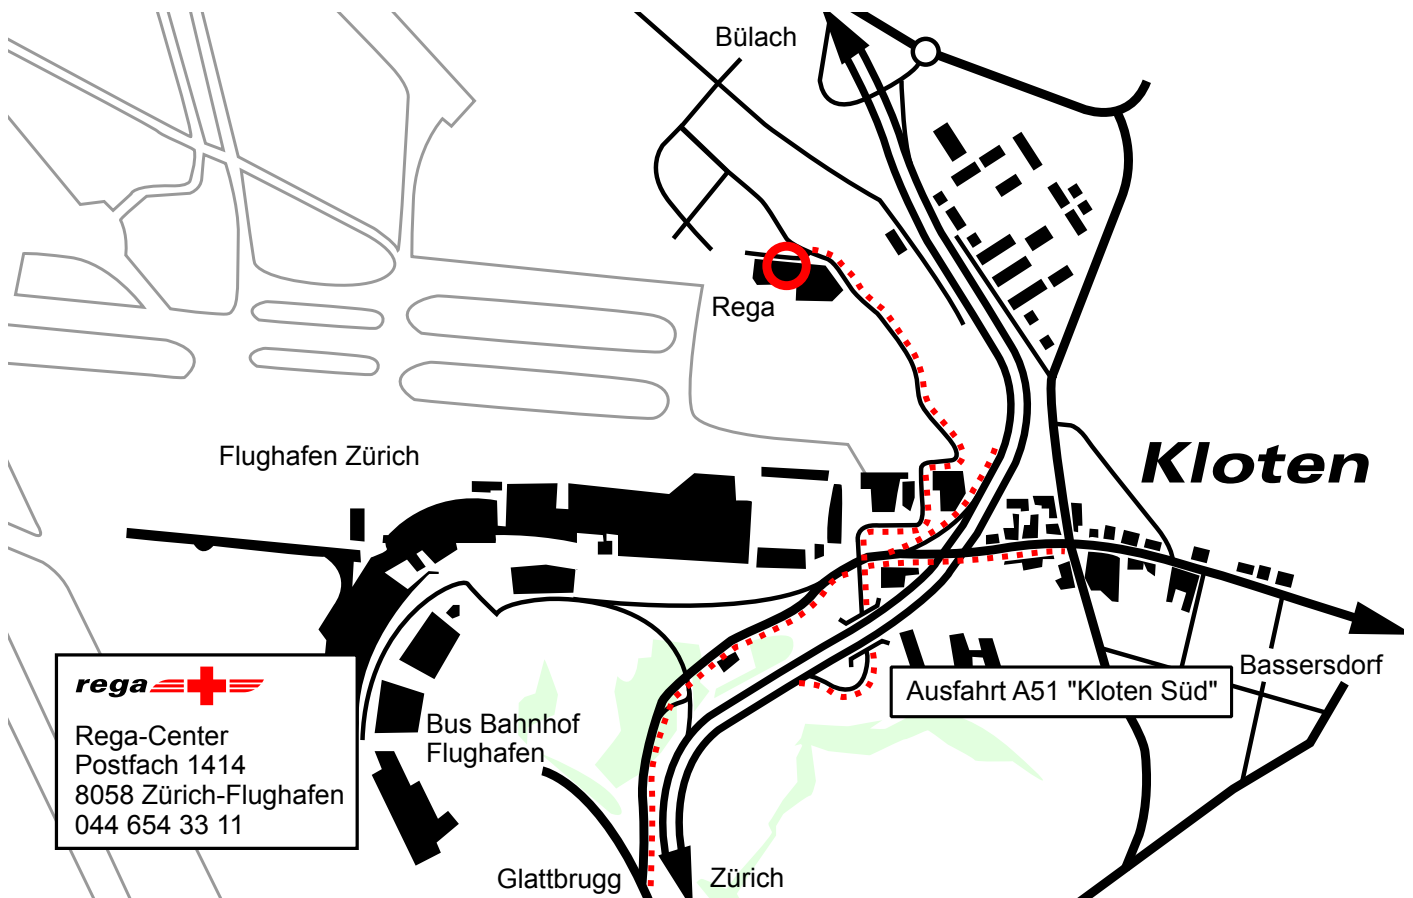 Bülach
Rega
Flughafen Zürich
Kloten
Bassersdorf
Ausfahrt A51 "Kloten Süd"
rega
Rega-Center
Postfach 1414
8058 Zürich-Flughafen
044 654 33 11
Bus Bahnhof
Flughafen
Glattbrugg
Zürich